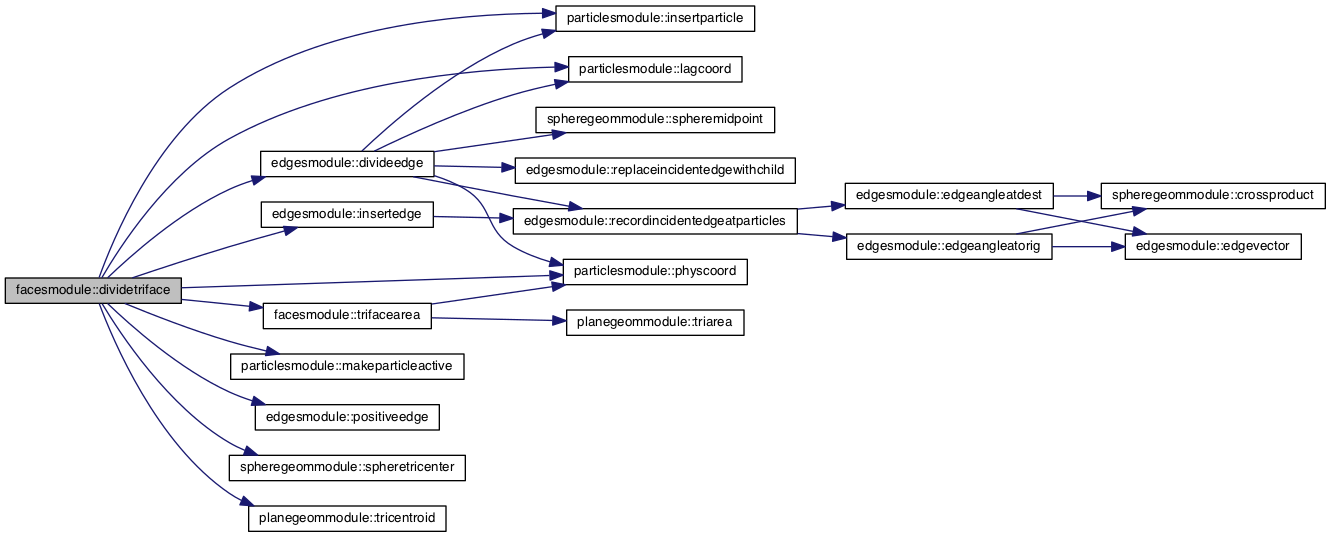 particlesmodule::insertparticle
particlesmodule::lagcoord
spheregeommodule::spheremidpoint
edgesmodule::divideedge
edgesmodule::replaceincidentedgewithchild
edgesmodule::edgeangleatdest
spheregeommodule::crossproduct
edgesmodule::insertedge
edgesmodule::recordincidentedgeatparticles
edgesmodule::edgeangleatorig
edgesmodule::edgevector
particlesmodule::physcoord
facesmodule::dividetriface
facesmodule::trifacearea
planegeommodule::triarea
particlesmodule::makeparticleactive
edgesmodule::positiveedge
spheregeommodule::spheretricenter
planegeommodule::tricentroid